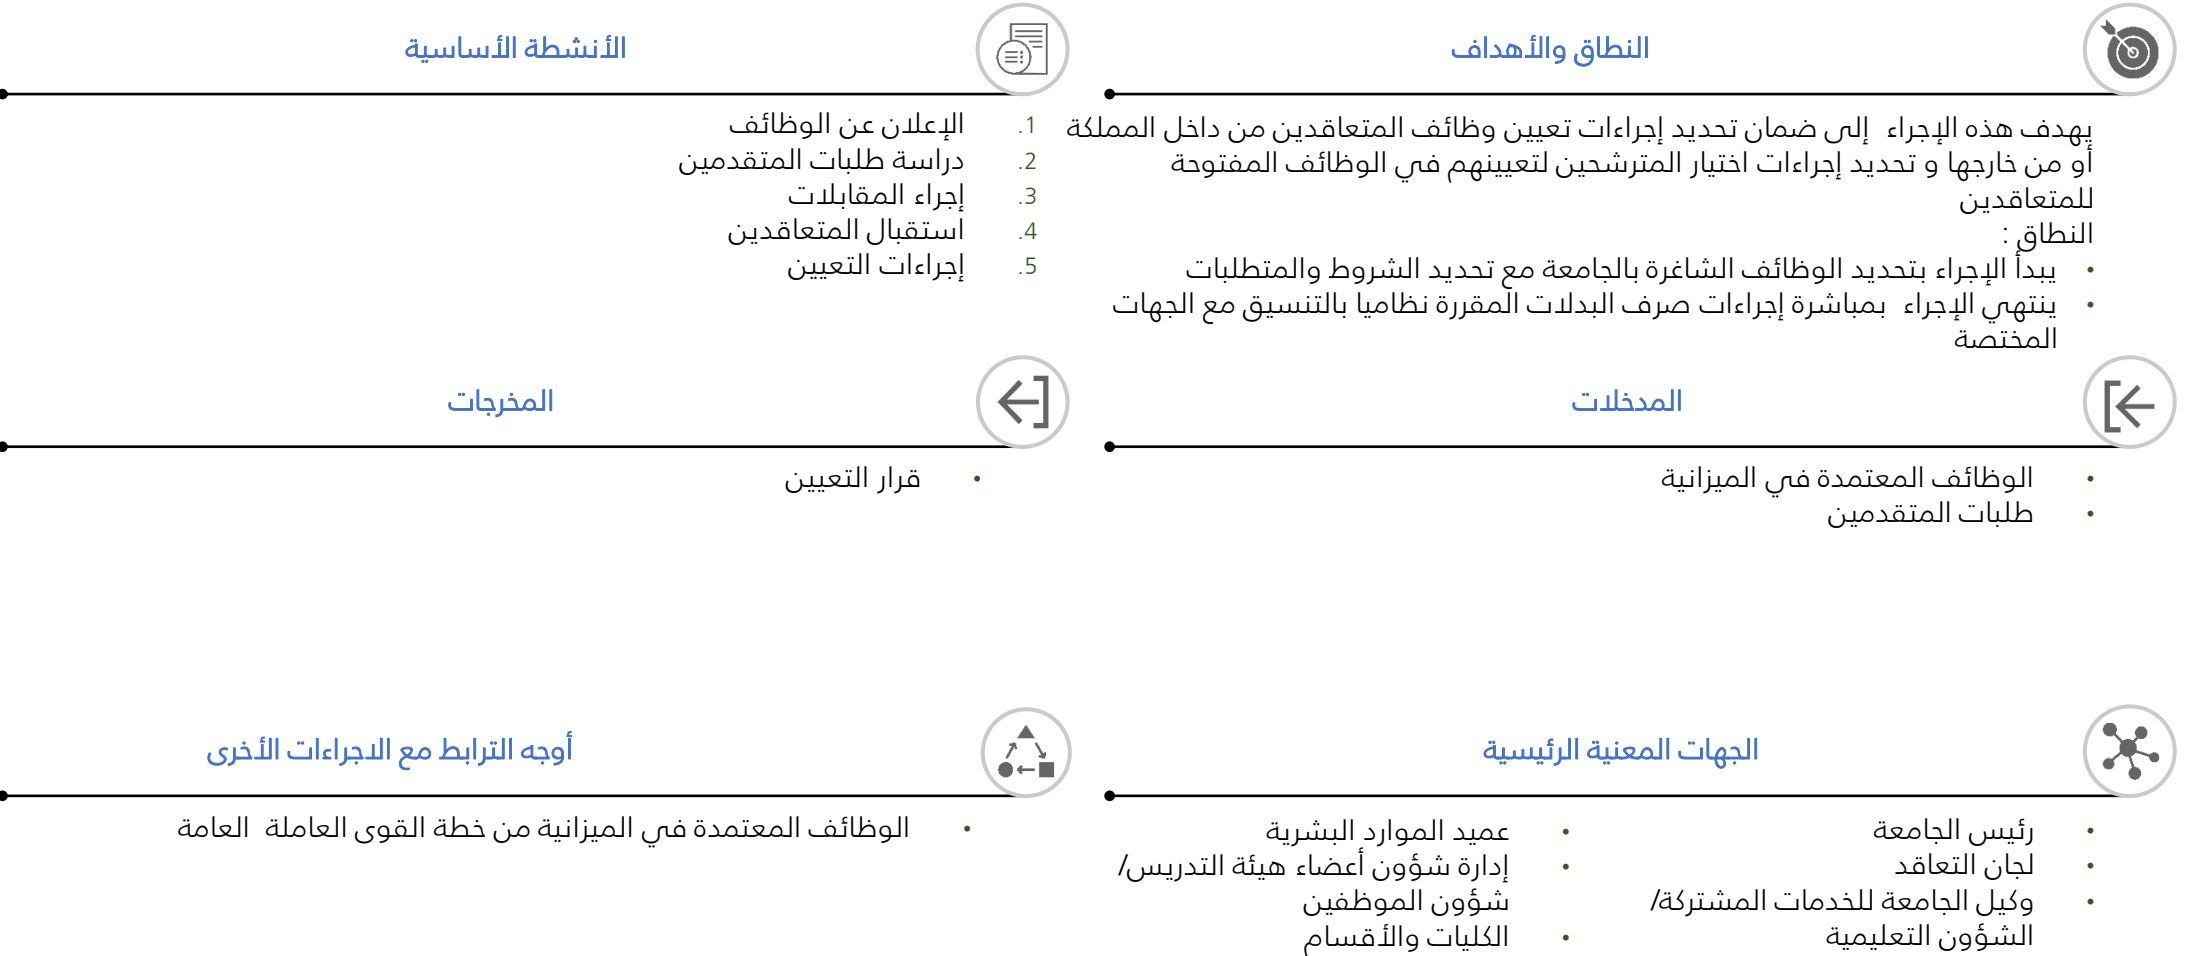 النطاق والأهداف
يهدف هذه الإجراء إلى ضمان تحديد إجراءات تعيين وظائف المتعاقدين من داخل المملكة
أو من خارجها و تحديد إجراءات اختيار المترشحين لتعيينهم في الوظائف المفتوحة
للمتعاقدين
النطاق :
• يبدأ الإجراء بتحديد الوظائف الشاغرة بالجامعة مع تحديد الشروط والمتطلبات
• ينتهي الإجراء بمباشرة إجراءات صرف البدلات المقررة نظاميا بالتنسيق مع الجهات
المختصة
الأنشطة الأساسية
1. الإعلان عن الوظائف
2. دراسة طلبات المتقدمين
3. إجراء المقابلات
4. استقبال المتعاقدين
5. إجراءات التعيين
المدخلات
• الوظائف المعتمدة في الميزانية
• طلبات المتقدمين
المخرجات
• قرار التعيين
الجهات المعنية الرئيسية
• رئيس الجامعة
• لجان التعاقد
• وكيل الجامعة للخدمات المشتركة/
الشؤون التعليمية
• عميد الموارد البشرية
• إدارة شؤون أعضاء هيئة التدريس/
شؤون الموظفين
• الكليات والأقسام
أوجه الترابط مع الاجراءات الأخرى
• الوظائف المعتمدة في الميزانية من خطة القوى العاملة العامة